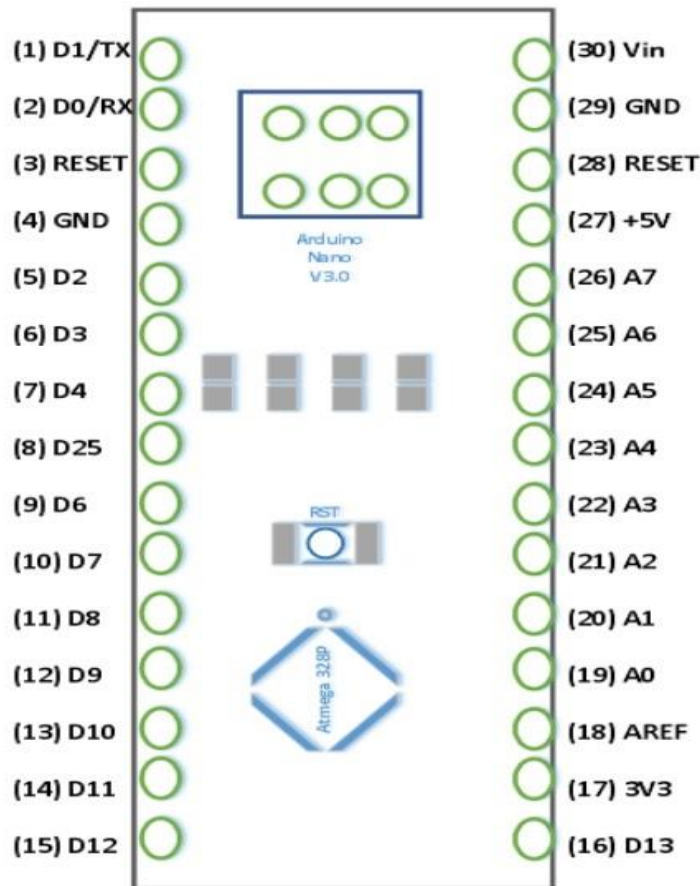 (1) D1/TX
(2) D0/RX
(3) RESET
(4) GND
(5) D2
(6) D3
(7) D4
(8) D25
(9) D6
(10) D7
(11) D8
(12) D9
(13) D10
(14) D11
(15) D12
Arduino
Nano
V3.0
RST
Atmega 328P
(30) Vin
(29) GND
(28) RESET
(27) +5V
(26) A7
(25) A6
(24) A5
(23) A4
(22) A3
(21) A2
(20) A1
(19) A0
(18) AREF
(17) 3V3
(16) D13